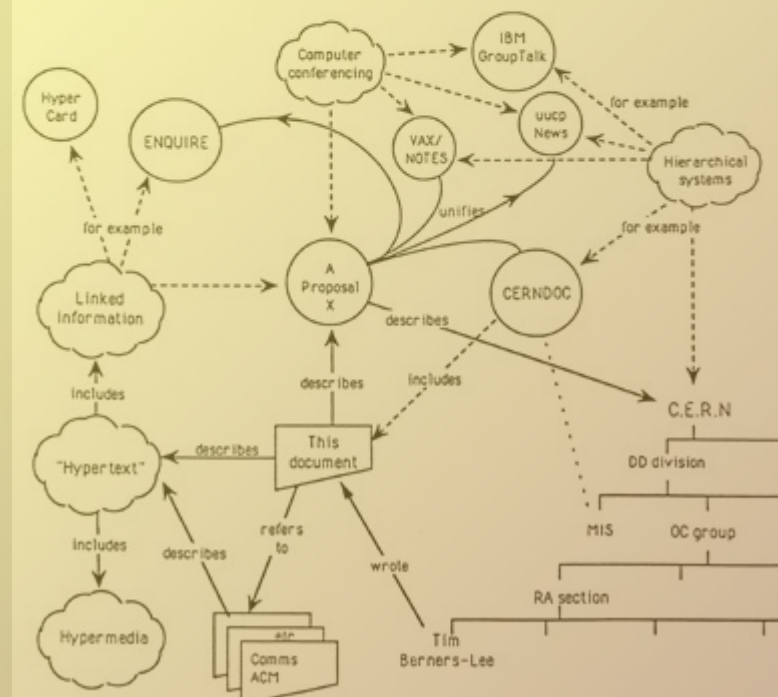 IBM
GroupTalk
Computer
conferencing
Hyper
Card
for example
uucp
News
ENQUIRE
VAX/
NOTES
Hierarchical
systems
unifies
for example
for example
A
Proposal
X
CERNDOC
Linked
information
describes
includes
describes
includes
C.E.R.N
This
document
describes
DD division
"Hypertext"
refers
to
MIS
OC group
includes
describes
wrote
RA section
etc
Hypermedia
Comms
ACM
Tim
Berners-Lee